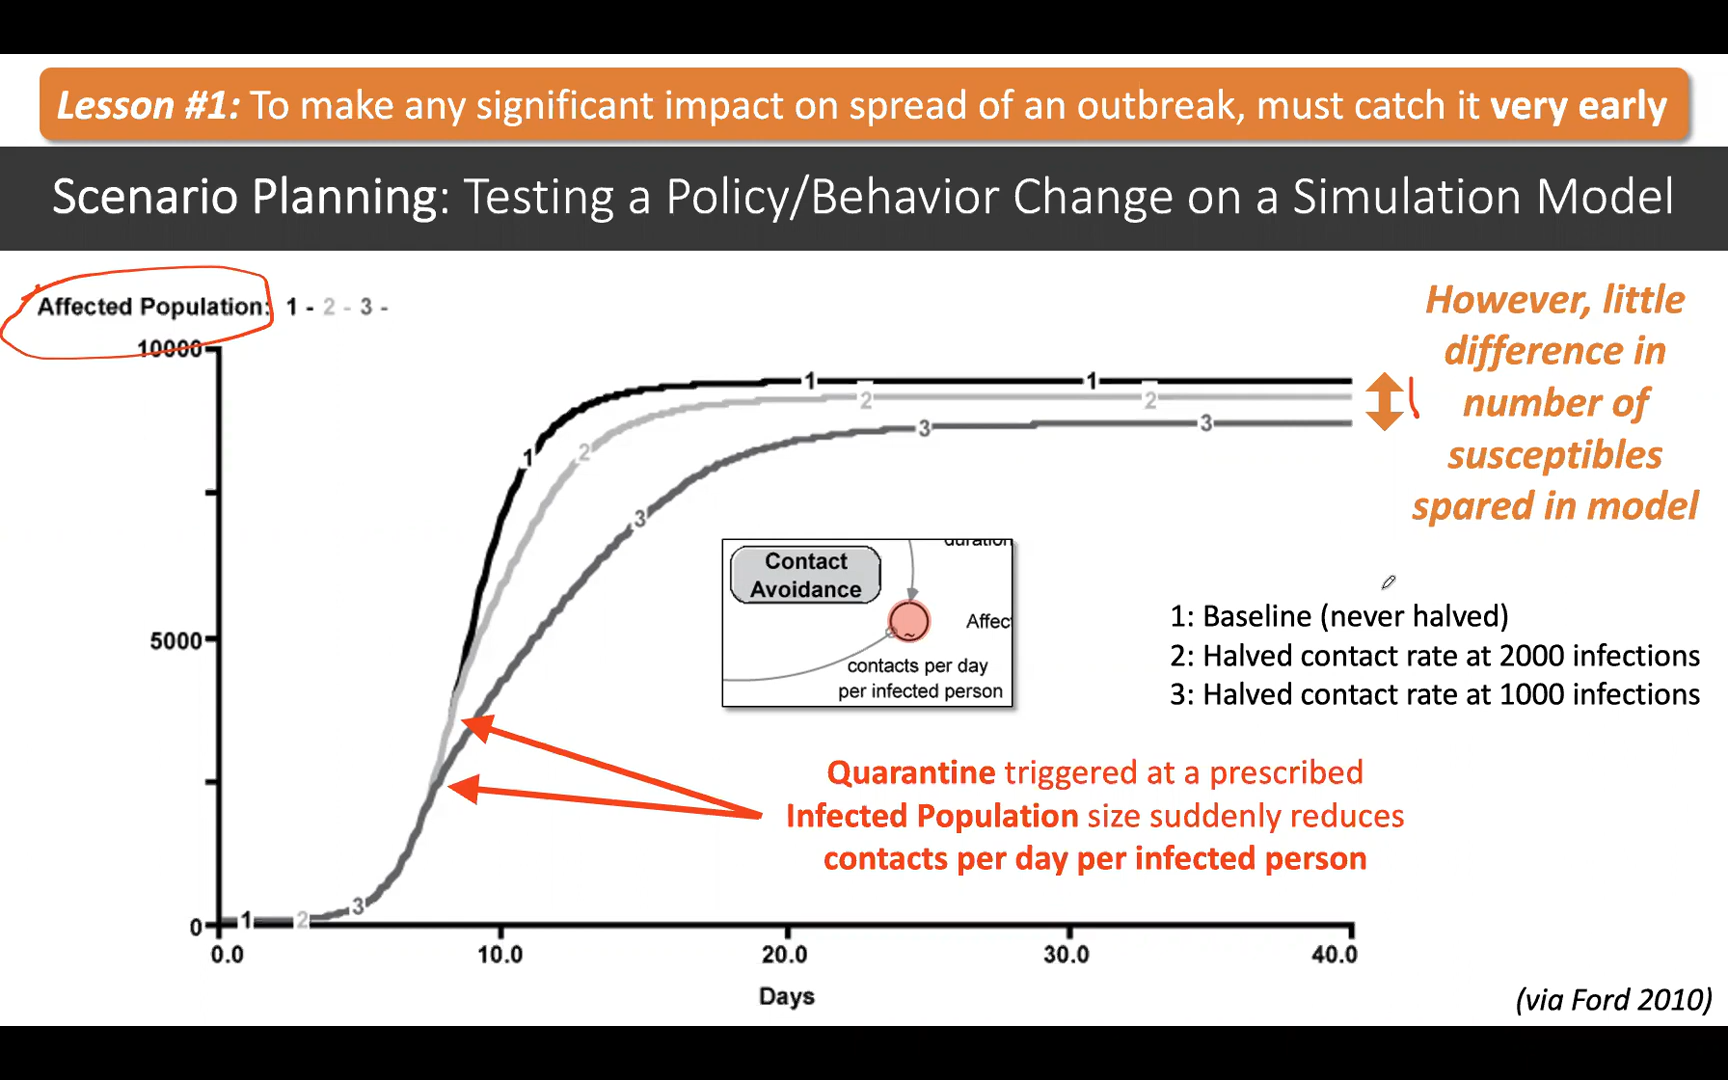 Lesson #1: To make any significant impact on spread of an outbreak, must catch it very early
Scenario Planning: Testing a Policy/Behavior Change on a Simulation Model
Affected Population: 1 - 2 - 3 -
10000
5000
0
1
2
3
1
2
3
1
2
3
1
2
3
0.0
10.0
20.0
30.0
40.0
Days
However, little
difference in
number of
susceptibles
spared in model
Contact
Avoidance
duration
Affec
contacts per day
per infected person
1: Baseline (never halved)
2: Halved contact rate at 2000 infections
3: Halved contact rate at 1000 infections
Quarantine triggered at a prescribed
Infected Population size suddenly reduces
contacts per day per infected person
(via Ford 2010)